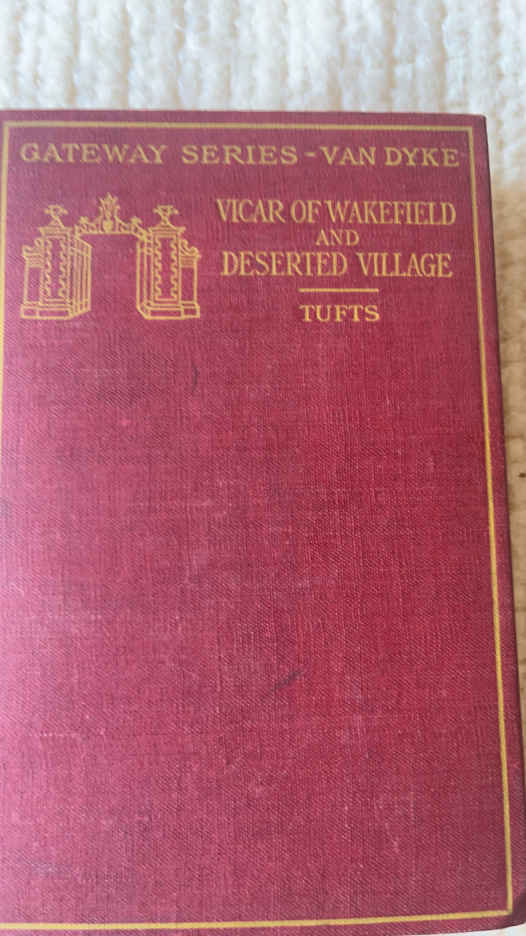 GATEWAY SERIES - VAN DYKE
VICAR OF WAKEFIELD
AND
DESERTED VILLAGE
TUFTS